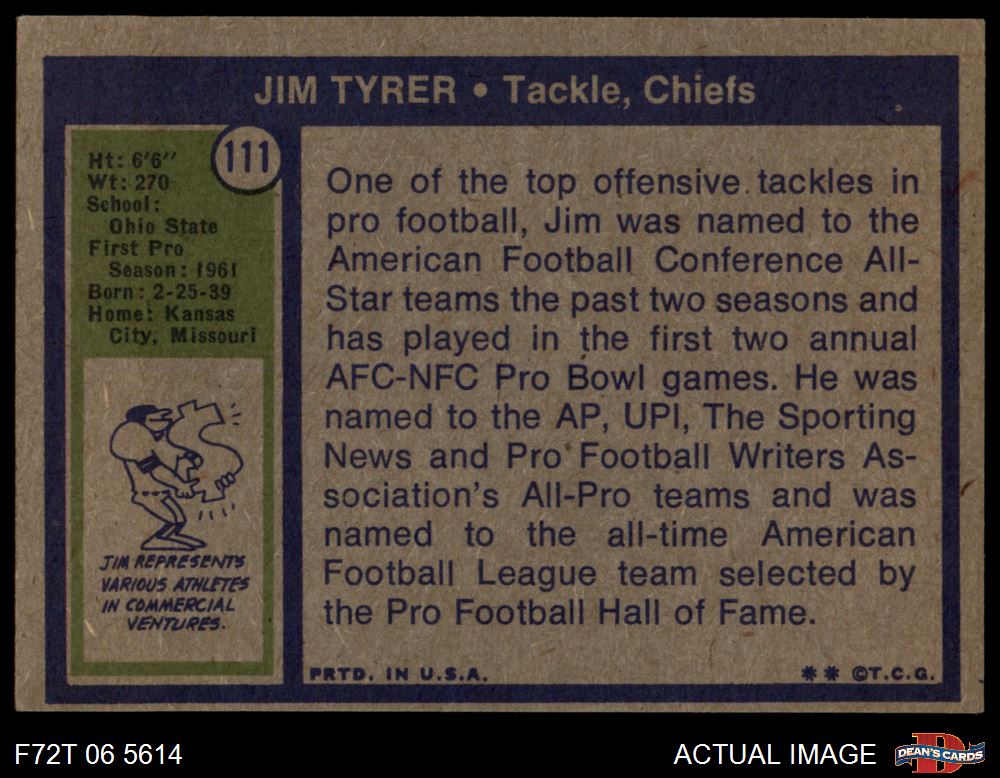 JIM TYRER • Tackle, Chiefs
111
Ht: 6'6"
Wt: 270
School:
Ohio State
First Pro
Season: 1961
Born: 2-25-39
Home: Kansas
City, Missouri
JIM REPRESENTS
VARIOUS ATHLETES
IN COMMERCIAL
VENTURES.
One of the top offensive tackles in
pro football, Jim was named to the
American Football Conference All-
Star teams the past two seasons and
has played in the first two annual
AFC-NFC Pro Bowl games. He was
named to the AP, UPI, The Sporting
News and Pro Football Writers As-
sociation's All-Pro teams and was
named to the all-time American
Football League team selected by
the Pro Football Hall of Fame.
PRTD. IN U.S.A.
** ©T.C.G.
F72T 06 5614
ACTUAL IMAGE
D
DEAN'S CARDS